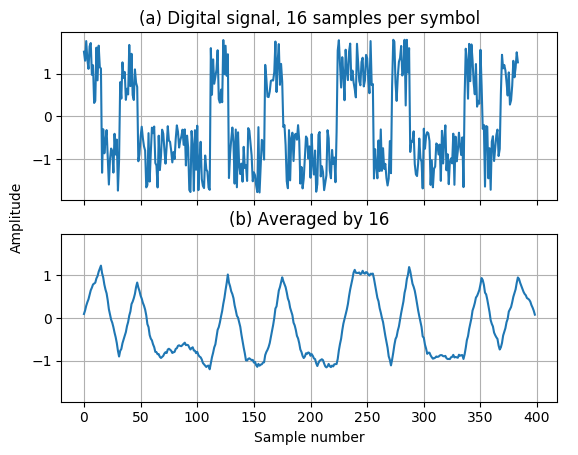 (a) Digital signal, 16 samples per symbol
1
0
−1
Amplitude
(b) Averaged by 16
1
0
−1
0 50 100 150 200 250 300 350 400
Sample number